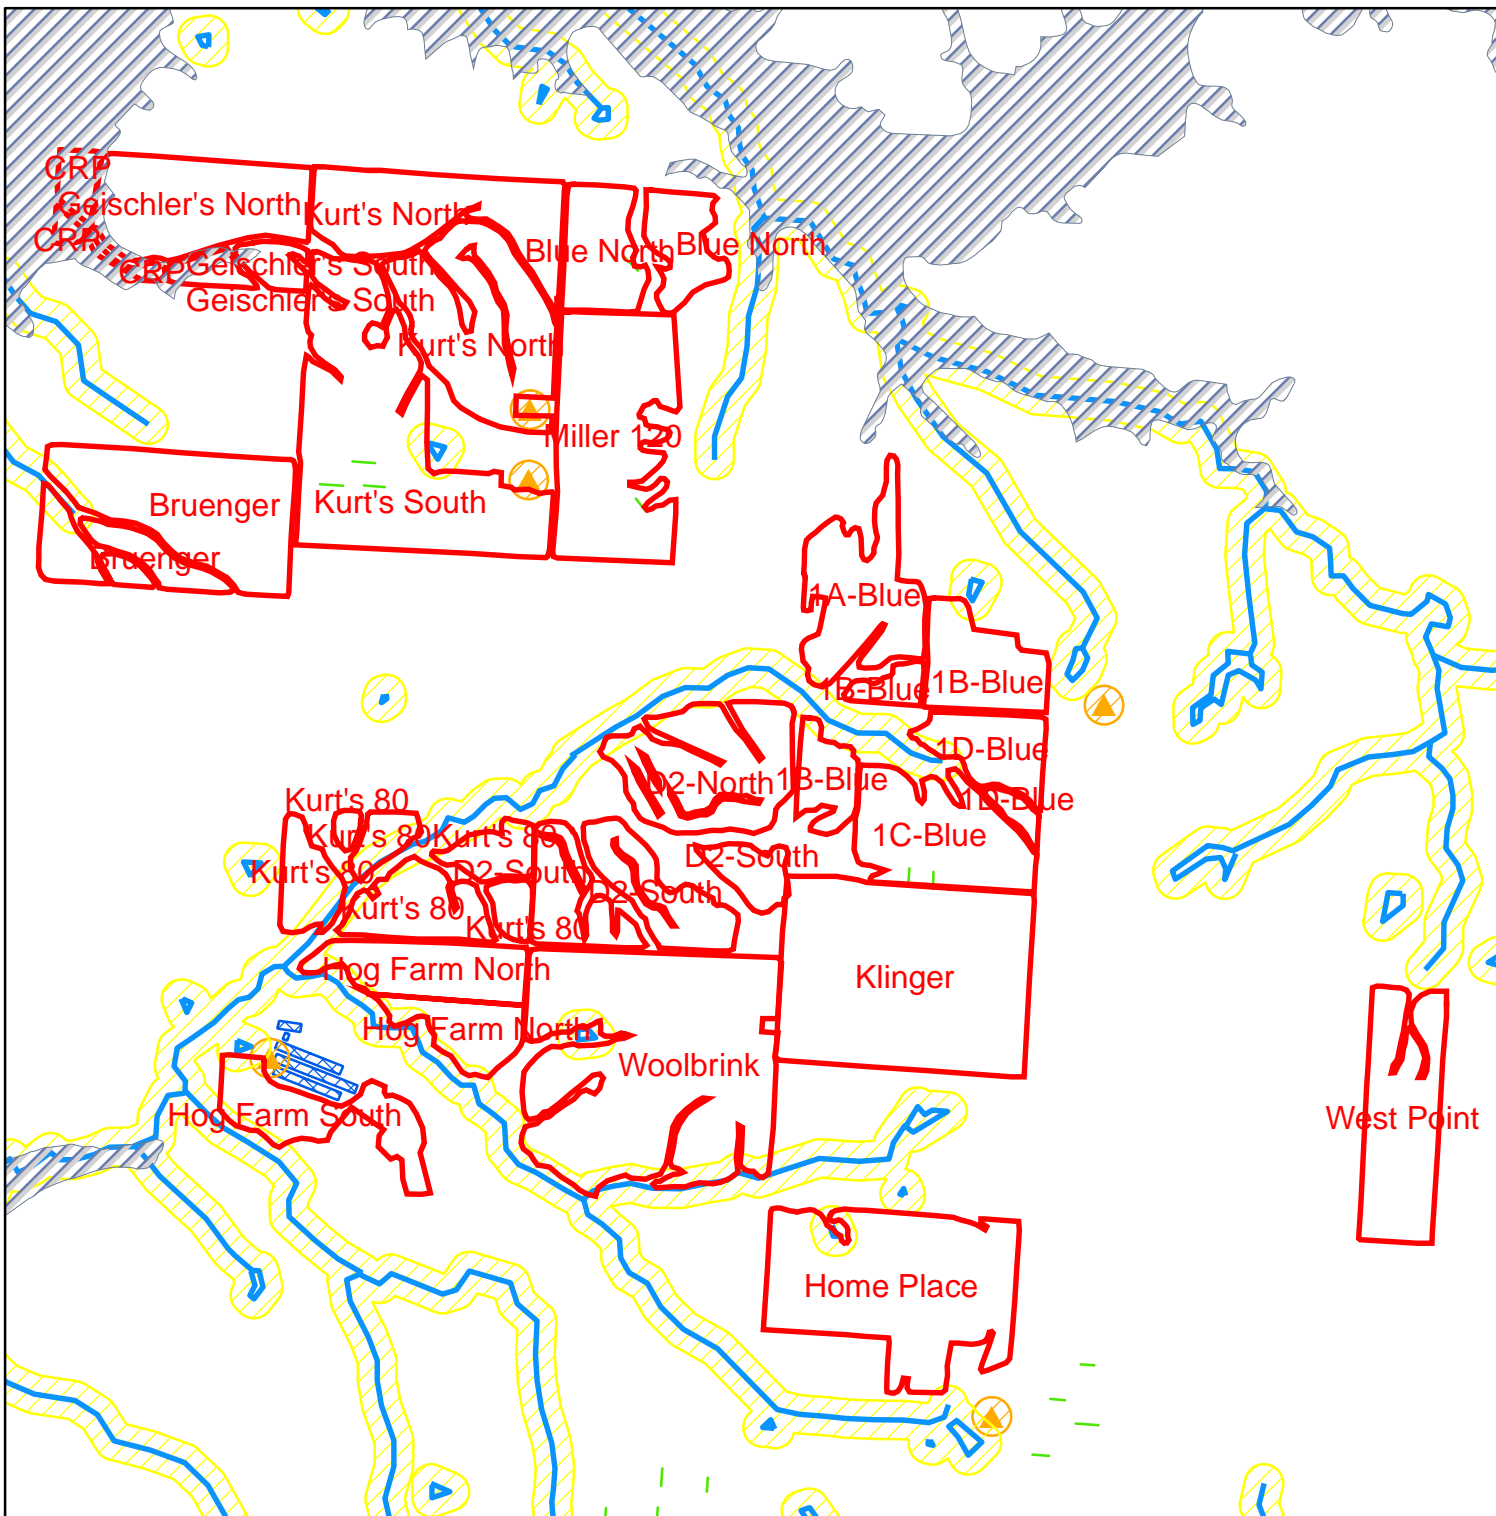 CRP
Geischler's North
Kurt's North
CRP
Blue North
Blue North
Geischler's South
CRP
Geischler's South
Kurt's North
Miller 120
Bruenger
Kurt's South
Bruenger
1A-Blue
1B-Blue
1B-Blue
1D-Blue
D2-North
1B-Blue
1D-Blue
Kurt's 80
Kurt's 80
Kurt's 80
1C-Blue
D2-South
Kurt's 80
D2-South
D2-South
Kurt's 80
Kurt's 80
Hog Farm North
Klinger
Hog Farm North
Woolbrink
Hog Farm South
West Point
Home Place